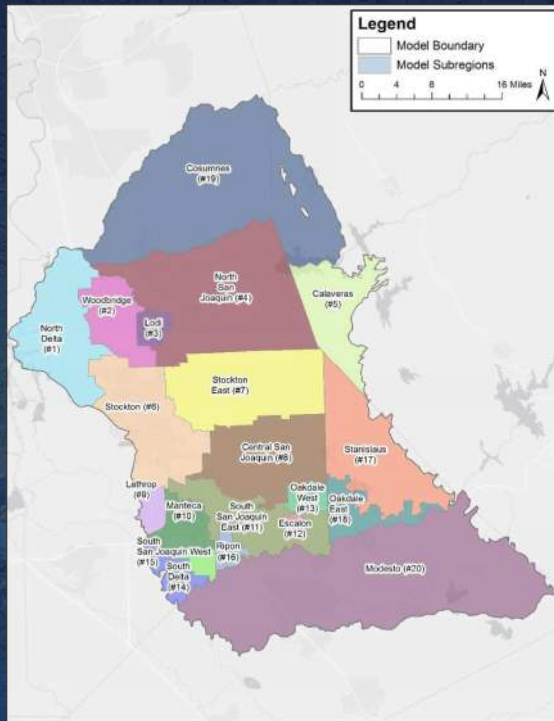 Legend
Model Boundary
Model Subregions
0 4 8 16 Miles
N
Cosumnes
(#19)
North
San
Joaquin (#4)
Calaveras
(#5)
Woodbridge
(#2)
Lodi
(#3)
North
Delta
(#1)
Stockton
East (#7)
Stockton (#6)
Central San
Joaquin (#8)
Stanislaus
(#17)
Lathrop
(#9)
Manteca
(#10)
South
San Joaquin
East (#11)
Oakdale
West
(#13)
Oakdale
East
(#18)
Escalon
(#12)
South
San Joaquin West
(#15)
Ripon
(#16)
South
Delta
(#14)
Modesto (#20)